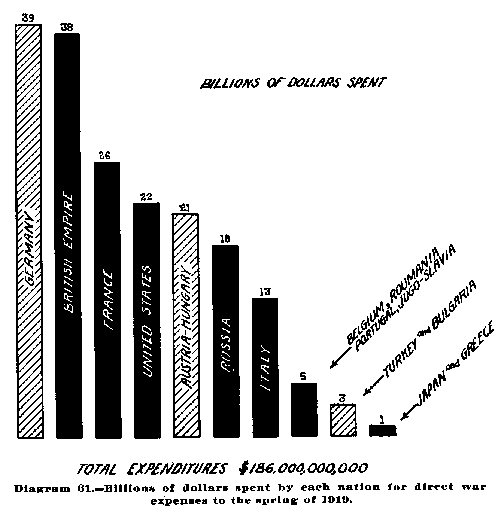 BILLIONS OF DOLLARS SPENT
39
38
26
22
21
18
13
5
3
1
GERMANY
BRITISH EMPIRE
FRANCE
UNITED STATES
AUSTRIA-HUNGARY
RUSSIA
ITALY
BELGIUM, ROUMANIA
PORTUGAL, JUGO-SLAVIA
TURKEY and BULGARIA
JAPAN and GREECE
TOTAL EXPENDITURES $186,000,000,000
Diagram 61.—Billions of dollars spent by each nation for direct war
expenses to the spring of 1919.